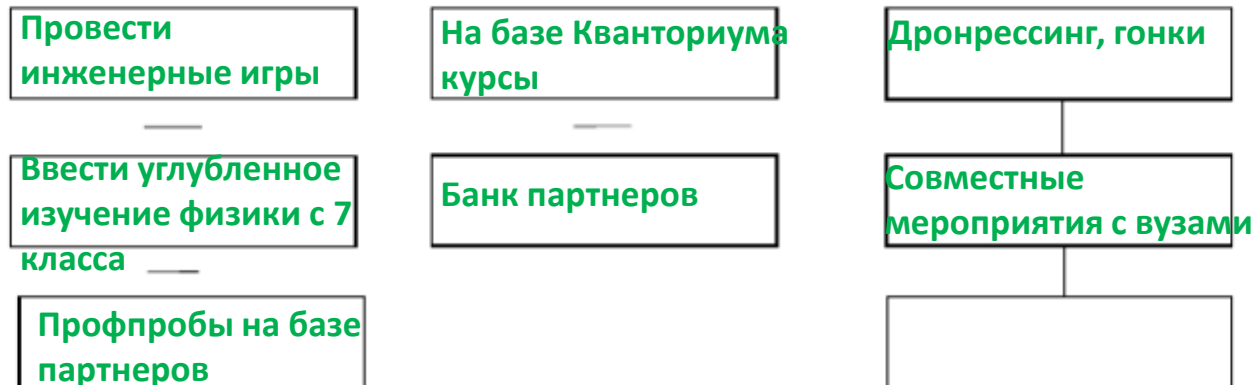 Провести
инженерные игры
Ввести углубленное
изучение физики с 7
класса
Профпробы на базе
партнеров
На базе Кванториума
курсы
Банк партнеров
Дронрессинг, гонки
Совместные
мероприятия с вузами